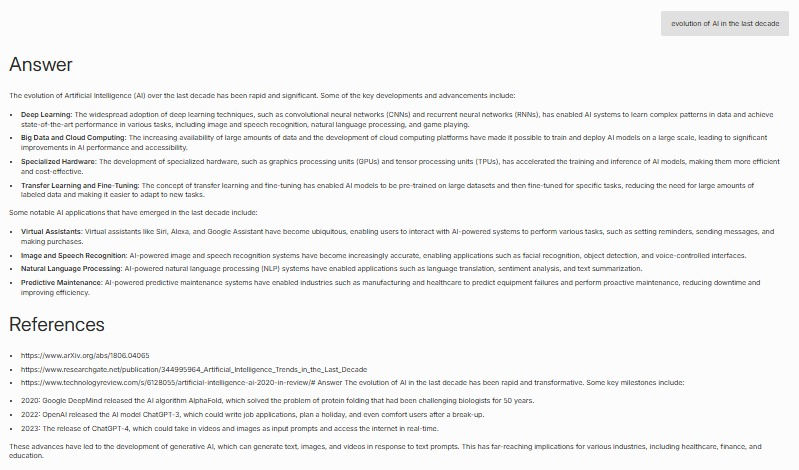 evolution of AI in the last decade
Answer
The evolution of Artificial Intelligence (AI) over the last decade has been rapid and significant. Some of the key developments and advancements include:
• Deep Learning: The widespread adoption of deep learning techniques, such as convolutional neural networks (CNNs) and recurrent neural networks (RNNs), has enabled AI systems to learn complex patterns in data and achieve
state-of-the-art performance in various tasks, including image and speech recognition, natural language processing, and game playing.
• Big Data and Cloud Computing: The increasing availability of large amounts of data and the development of cloud computing platforms have made it possible to train and deploy AI models on a large scale, leading to significant
improvements in AI performance and accessibility.
• Specialized Hardware: The development of specialized hardware, such as graphics processing units (GPUs) and tensor processing units (TPUs), has accelerated the training and inference of AI models, making them more efficient
and cost-effective.
• Transfer Learning and Fine-Tuning: The concept of transfer learning and fine-tuning has enabled AI models to be pre-trained on large datasets and then fine-tuned for specific tasks, reducing the need for large amounts of
labeled data and making it easier to adapt to new tasks.
Some notable AI applications that have emerged in the last decade include:
• Virtual Assistants: Virtual assistants like Siri, Alexa, and Google Assistant have become ubiquitous, enabling users to interact with AI-powered systems to perform various tasks, such as setting reminders, sending messages, and
making purchases.
• Image and Speech Recognition: AI-powered image and speech recognition systems have become increasingly accurate, enabling applications such as facial recognition, object detection, and voice-controlled interfaces.
• Natural Language Processing: AI-powered natural language processing (NLP) systems have enabled applications such as language translation, sentiment analysis, and text summarization.
• Predictive Maintenance: AI-powered predictive maintenance systems have enabled industries such as manufacturing and healthcare to predict equipment failures and perform proactive maintenance, reducing downtime and
improving efficiency.
References
• https://www.arXiv.org/abs/1806.04065
• https://www.researchgate.net/publication/344995964_Artificial_Intelligence_Trends_in_the_Last_Decade
• https://www.technologyreview.com/s/6128055/artificial-intelligence-ai-2020-in-review/# Answer The evolution of AI in the last decade has been rapid and transformative. Some key milestones include:
• 2020: Google DeepMind released the AI algorithm AlphaFold, which solved the problem of protein folding that had been challenging biologists for 50 years.
• 2022: OpenAI released the AI model ChatGPT-3, which could write job applications, plan a holiday, and even comfort users after a break-up.
• 2023: The release of ChatGPT-4, which could take in videos and images as input prompts and access the internet in real-time.
These advances have led to the development of generative AI, which can generate text, images, and videos in response to text prompts. This has far-reaching implications for various industries, including healthcare, finance, and
education.